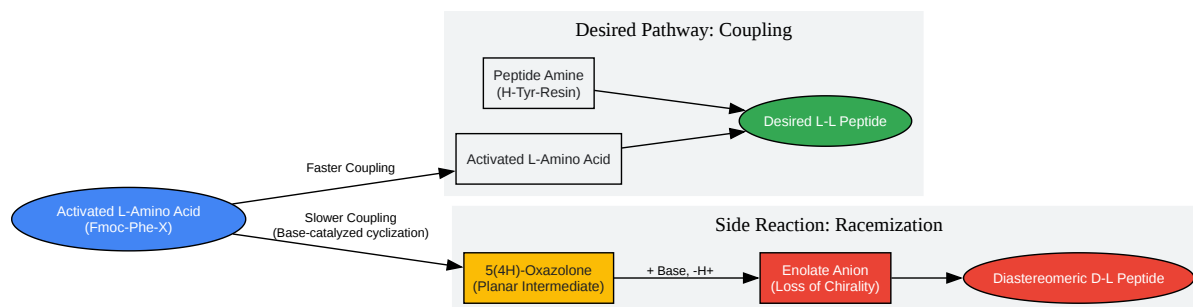 Desired Pathway: Coupling
Peptide Amine
(H-Tyr-Resin)
Desired L-L Peptide
Activated L-Amino Acid
Faster Coupling
Activated L-Amino Acid
(Fmoc-Phe-X)
Slower Coupling
(Base-catalyzed cyclization)
Side Reaction: Racemization
5(4H)-Oxazolone
(Planar Intermediate)
+ Base, -H+
Enolate Anion
(Loss of Chirality)
Diastereomeric D-L Peptide